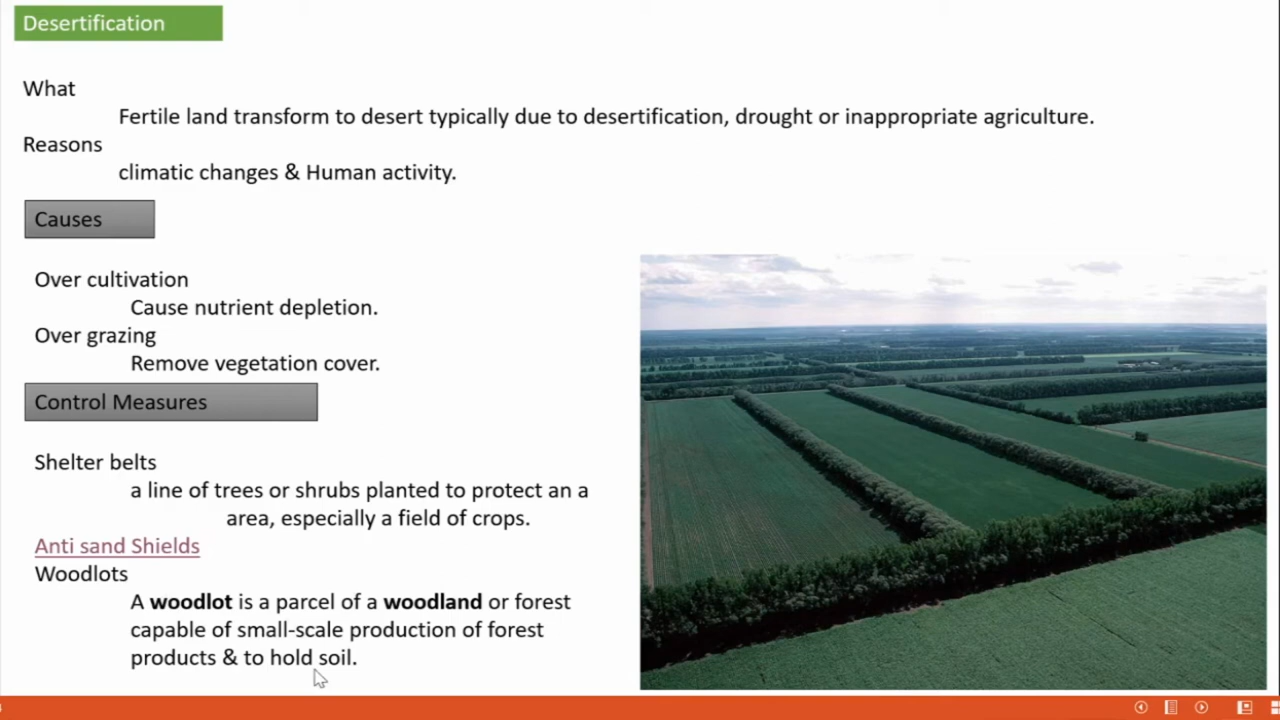 Desertification
What
Fertile land transform to desert typically due to desertification, drought or inappropriate agriculture.
Reasons
climatic changes & Human activity.
Causes
Over cultivation
Cause nutrient depletion.
Over grazing
Remove vegetation cover.
Control Measures
Shelter belts
a line of trees or shrubs planted to protect an a
area, especially a field of crops.
Anti sand Shields
Woodlots
A woodlot is a parcel of a woodland or forest
capable of small-scale production of forest
products & to hold soil.